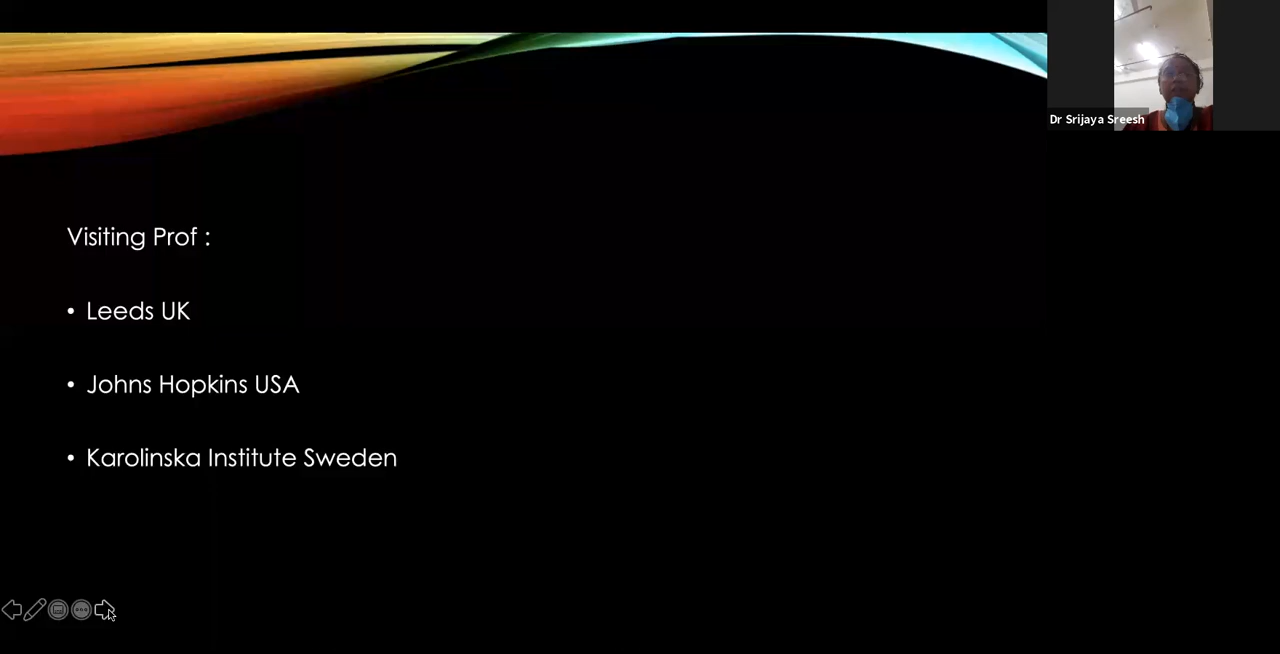 Dr Srijaya Sreesh
Visiting Prof :
• Leeds UK
• Johns Hopkins USA
• Karolinska Institute Sweden